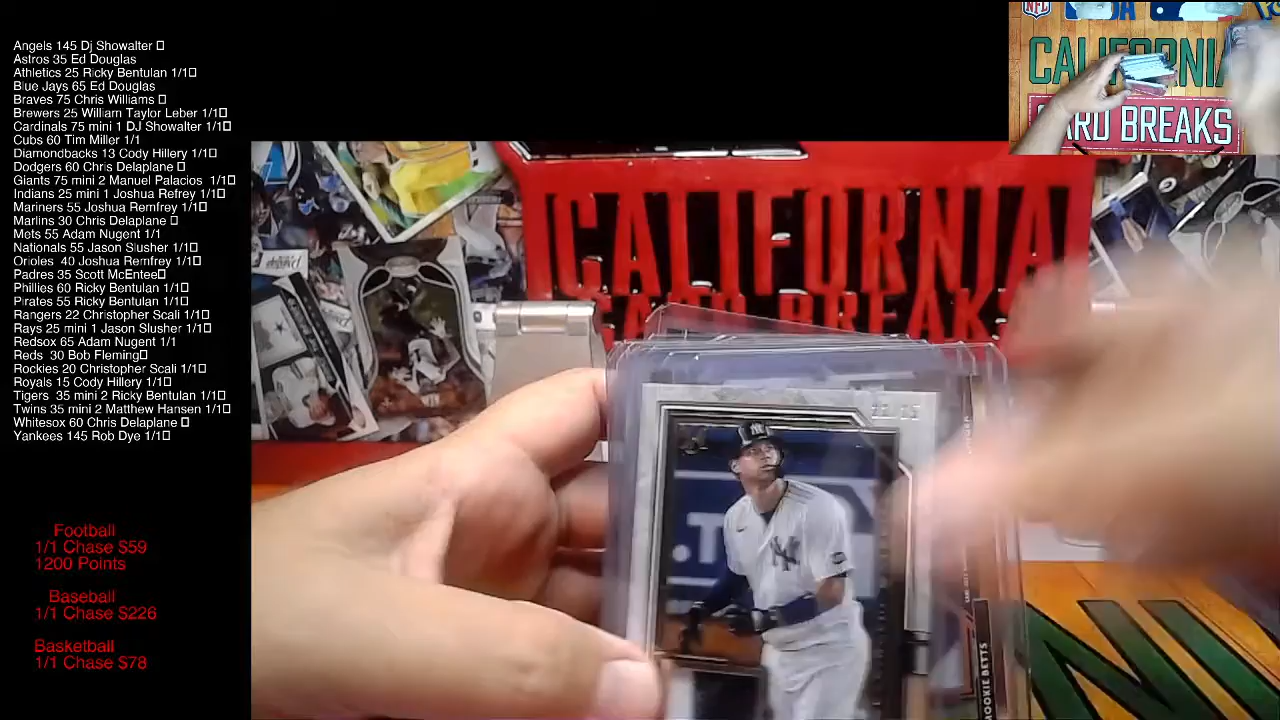 Angels 145 Dj Showalter
Astros 35 Ed Douglas
Athletics 25 Ricky Bentulan 1/1
Blue Jays 65 Ed Douglas
Braves 75 Chris Williams
Brewers 25 William Taylor Leber 1/1
Cardinals 75 mini 1 DJ Showalter 1/1
Cubs 60 Tim Miller 1/1
Diamondbacks 13 Cody Hillery 1/1
Dodgers 60 Chris Delaplane
Giants 75 mini 2 Manuel Palacios 1/1
Indians 25 mini 1 Joshua Refrey 1/1
Mariners 55 Joshua Remfrey 1/1
Marlins 30 Chris Delaplane
Mets 55 Adam Nugent 1/1
Nationals 55 Jason Slusher 1/1
Orioles 40 Joshua Renfrey 1/1
Padres 35 Scott McEntee
Phillies 60 Ricky Bentulan 1/1
Pirates 55 Ricky Bentulan 1/1
Rangers 22 Christopher Scali 1/1
Rays 25 mini 1 Jason Slusher 1/1
Redsox 65 Adam Nugent 1/1
Reds 30 Bob Fleming
Rockies 20 Christopher Scali 1/1
Royals 15 Cody Hillery 1/1
Tigers 35 mini 2 Ricky Bentulan 1/1
Twins 35 mini 2 Matthew Hansen 1/1
Whitesox 60 Chris Delaplane
Yankees 145 Rob Dye 1/1
Football
1/1 Chase $59
1200 Points
Baseball
1/1 Chase $226
Basketball
1/1 Chase $78
NFL
CALIFORNIA
CARD BREAKS
CALIFORNIA
CARD BREAKS
NY
NY
MOOKIE BETTS